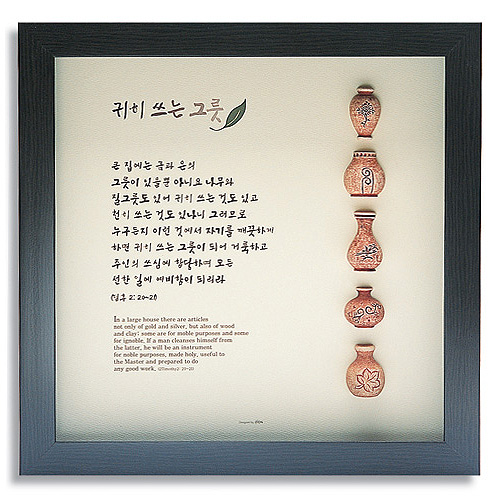 귀히 쓰는 그릇
큰 집에는 금과 은의
그릇이 있을뿐 아니요 나무와
질그릇도 있어 귀히 쓰는 것도 있고
천히 쓰는 것도 있나니 그러므로
누구든지 이런 것에서 자기를 깨끗하게
하면 귀히 쓰는 그릇이 되어 거룩하고
주인의 쓰심에 합당하며 모든
선한 일에 예비함이 되리라
(딤후 2:20~21)
In a large house there are articles
not only of gold and silver, but also of wood
and clay; some are for noble purposes and some
for ignoble. If a man cleanses himself from
the latter, he will be an instrument
for noble purposes, made holy, useful to
the Master and prepared to do
any good work. (2Timothy2: 20~21)
Designed by